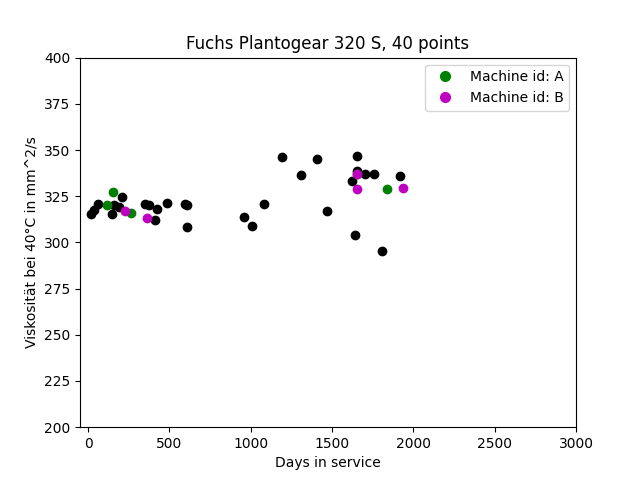 Fuchs Plantogear 320 S, 40 points
400
375
350
325
300
275
250
225
200
Viskosität bei 40°C in mm^2/s
Machine id: A
Machine id: B
0 500 1000 1500 2000 2500 3000
Days in service